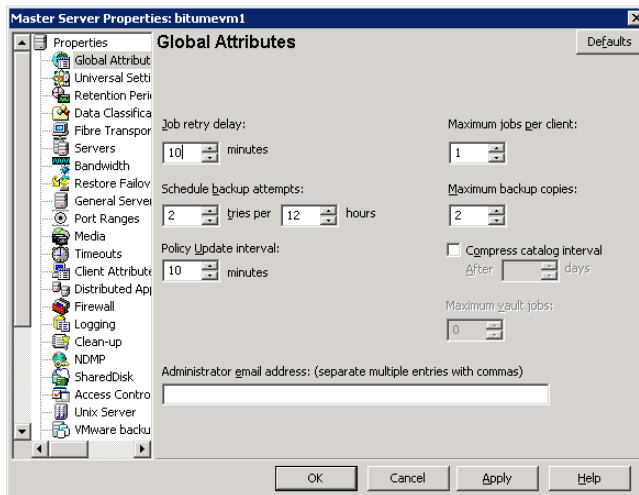 Master Server Properties: bitumevm1
Properties
Global Attribut
Universal Setti
Retention Peri
Data Classifica
Fibre Transpor
Servers
Bandwidth
Restore Failov
General Server
Port Ranges
Media
Timeouts
Client Attribute
Distributed App
Firewall
Logging
Clean-up
NDMP
SharedDisk
Access Contro
Unix Server
VMware backu
Global Attributes
Defaults
Job retry delay:
10 minutes
Maximum jobs per client:
1
Schedule backup attempts:
2 tries per 12 hours
Maximum backup copies:
2
Policy Update interval:
10 minutes
Compress catalog interval
After days
Maximum vault jobs:
0
Administrator email address: (separate multiple entries with commas)
OK Cancel Apply Help